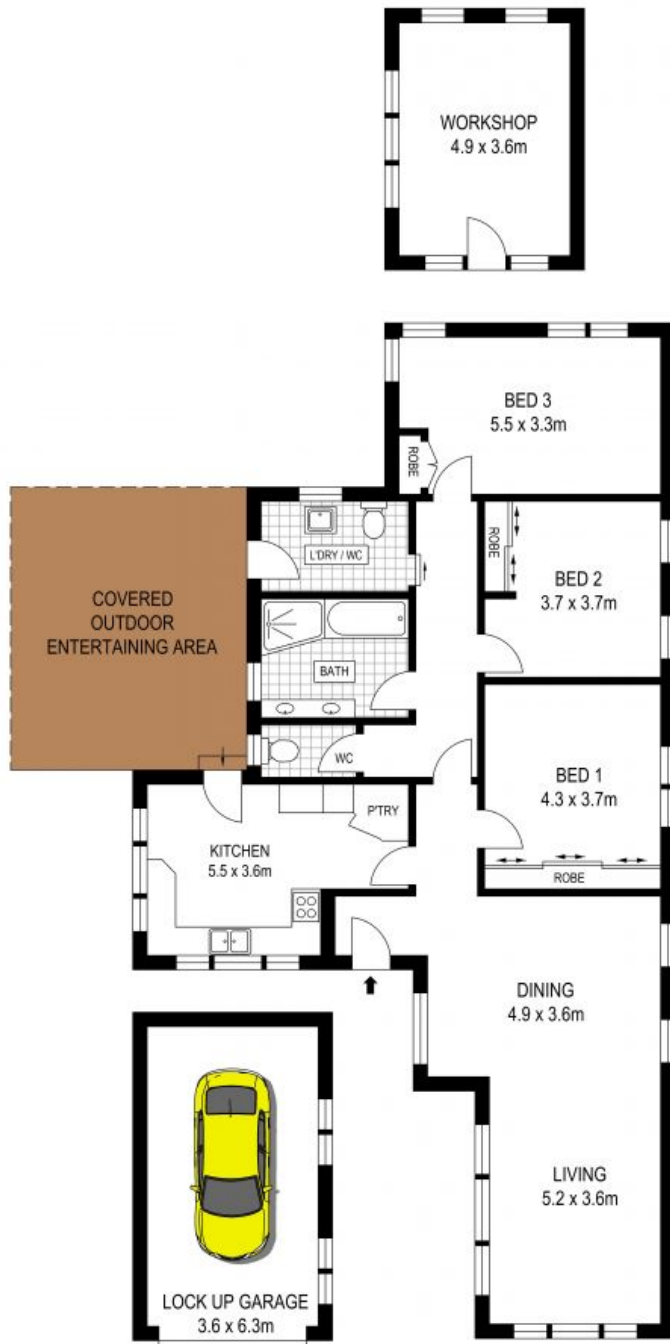 WORKSHOP
4.9 x 3.6m
BED 3
5.5 x 3.3m
ROBE
L'DRY / WC
ROBE
BED 2
3.7 x 3.7m
COVERED
OUTDOOR
ENTERTAINING AREA
BATH
WC
BED 1
4.3 x 3.7m
ROBE
P'TRY
KITCHEN
5.5 x 3.6m
DINING
4.9 x 3.6m
LIVING
5.2 x 3.6m
LOCK UP GARAGE
3.6 x 6.3m